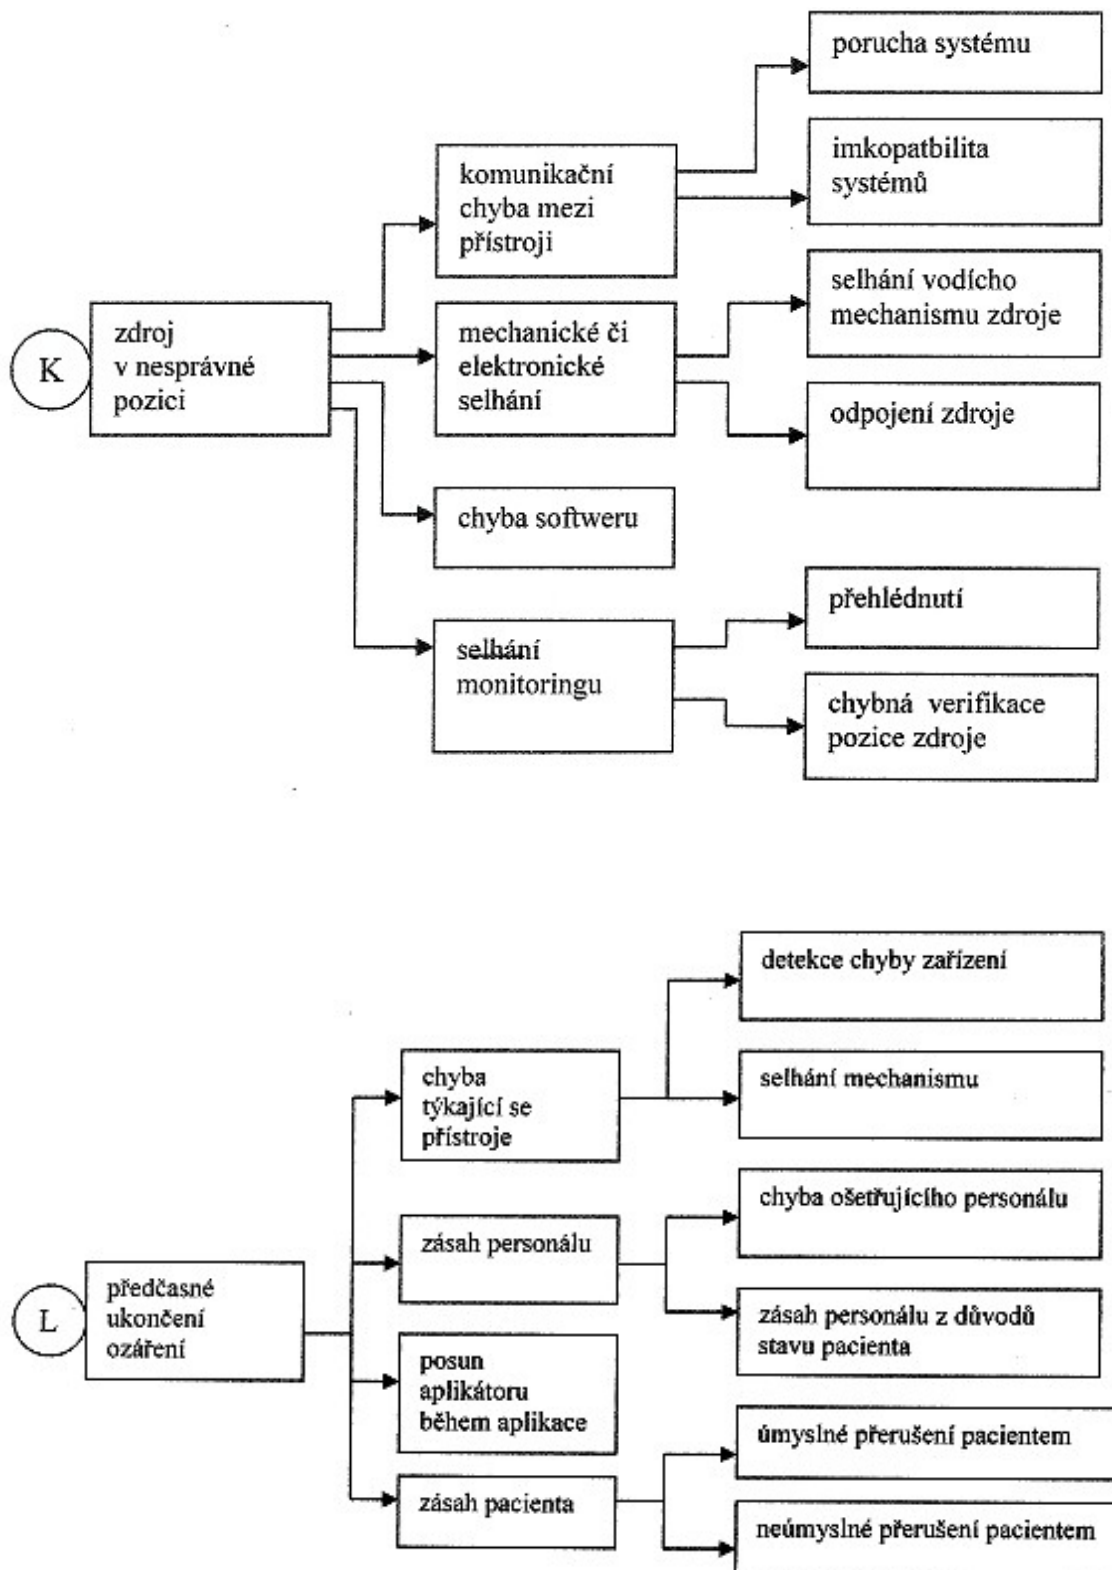 porucha systému
imkopatbilita
systémů
komunikační
chyba mezi
přístroji
selhání vodícho
mechanismu zdroje
K
zdroj
v nesprávné
pozici
mechanické či
elektronické
selhání
odpojení zdroje
chyba softweru
přehlédnutí
selhání
monitoringu
chybná verifikace
pozice zdroje
detekce chyby zařízení
chyba
týkající se
přístroje
selhání mechanismu
chyba ošetřujícího personálu
zásah personálu
L
předčasné
ukončení
ozáření
zásah personálu z důvodů
stavu pacienta
posun
aplikátoru
během aplikace
úmyslné přerušení pacientem
zásah pacienta
neúmyslné přerušení pacientem